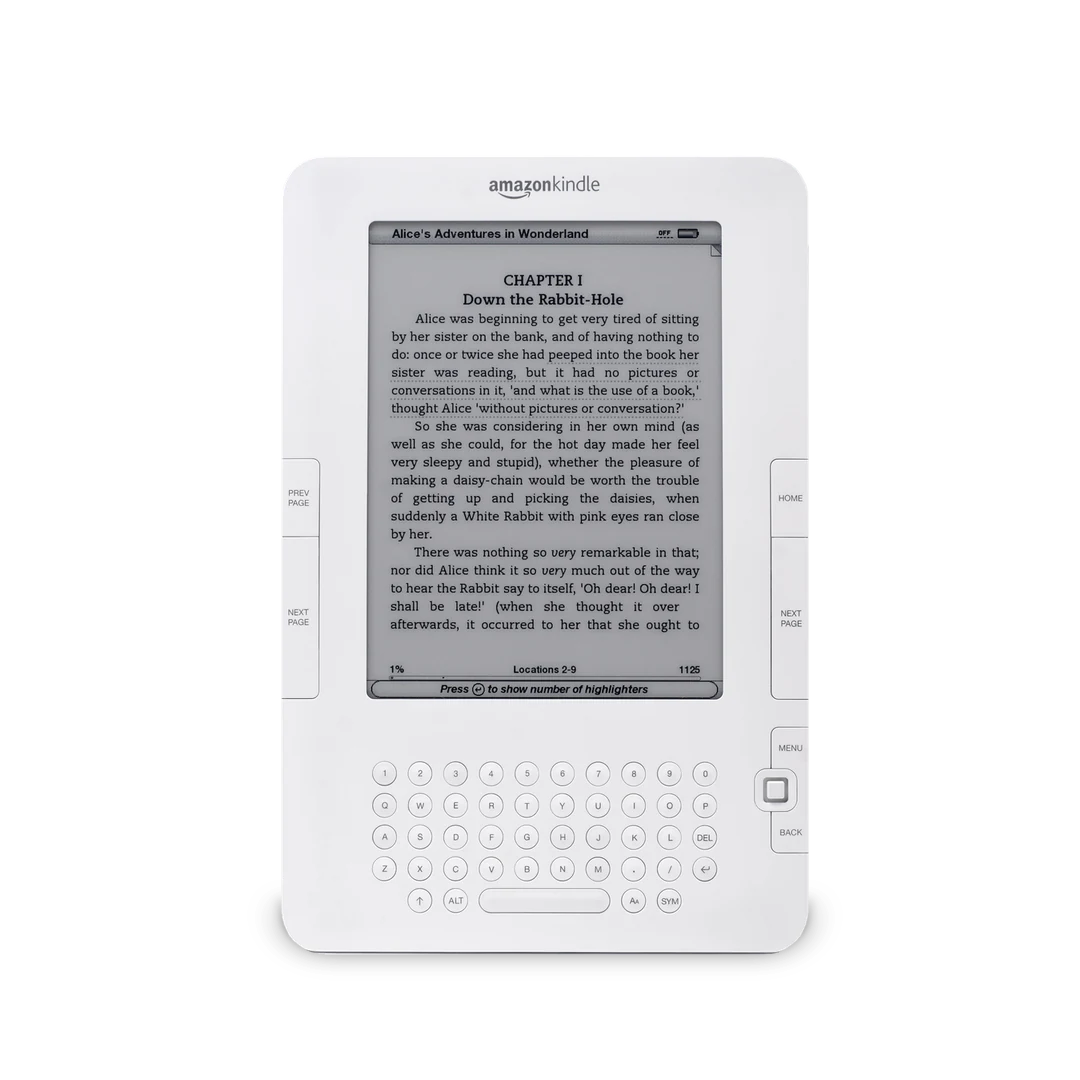 amazonkindle
Alice's Adventures in Wonderland
OFF
CHAPTER I
Down the Rabbit-Hole
Alice was beginning to get very tired of sitting
by her sister on the bank, and of having nothing to
do: once or twice she had peeped into the book her
sister was reading, but it had no pictures or
conversations in it, 'and what is the use of a book,'
thought Alice 'without pictures or conversation?'
So she was considering in her own mind (as
well as she could, for the hot day made her feel
very sleepy and stupid), whether the pleasure of
making a daisy-chain would be worth the trouble
of getting up and picking the daisies, when
suddenly a White Rabbit with pink eyes ran close
by her.
There was nothing so very remarkable in that;
nor did Alice think it so very much out of the way
to hear the Rabbit say to itself, 'Oh dear! Oh dear! I
shall be late!' (when she thought it over
afterwards, it occurred to her that she ought to
1% Locations 2-9 1125
Press ↵ to show number of highlighters
PREV
PAGE
NEXT
PAGE
HOME
NEXT
PAGE
MENU
BACK
1 2 3 4 5 6 7 8 9 0
Q W E R T Y U I O P
A S D F G H J K L DEL
Z X C V B N M . / ↵
↑ ALT AA SYM